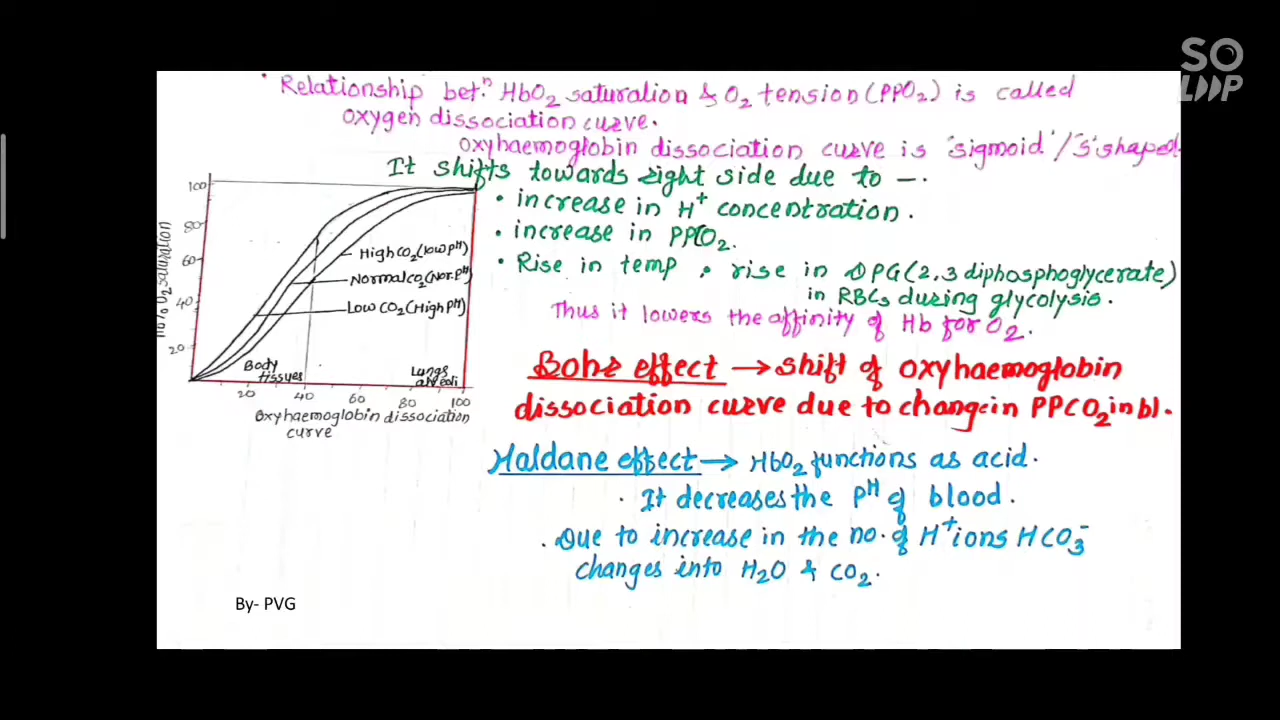 SO
LOOP
• Relationship bet.ⁿ HbO₂ saturation & O₂ tension (PPO₂) is called
oxygen dissociation curve.
oxyhaemoglobin dissociation curve is 'sigmoid'/'s'shaped
It shifts towards right side due to —.
• increase in H⁺ concentration.
• increase in PPCO₂.
• Rise in temp • rise in DPG (2,3 diphosphoglycerate)
in RBCs during glycolysis.
Thus it lowers the affinity of Hb for O₂.
Bohr effect → shift of oxyhaemoglobin
dissociation curve due to change in PPCO₂ in bl.
Haldane effect → HbO₂ functions as acid.
• It decreases the pH of blood.
• Due to increase in the no. of H⁺ ions HCO₃⁻
changes into H₂O & CO₂.
100
80
60
40
20
O₂ saturation
High CO₂ (low pH)
Normal CO₂ (Nor. pH)
Low CO₂ (High pH)
Body
tissues
Lungs
alveoli
20 40 60 80 100
Oxyhaemoglobin dissociation
curve
By- PVG